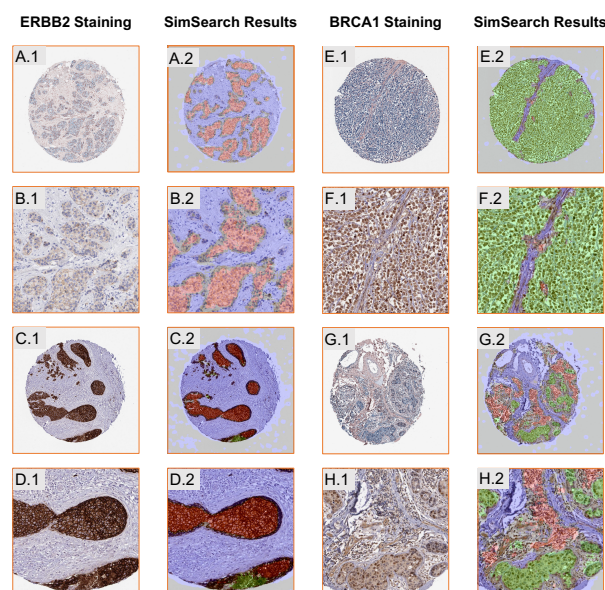 ERBB2 Staining SimSearch Results BRCA1 Staining SimSearch Results
A.1 A.2 E.1 E.2
B.1 B.2 F.1 F.2
C.1 C.2 G.1 G.2
D.1 D.2 H.1 H.2